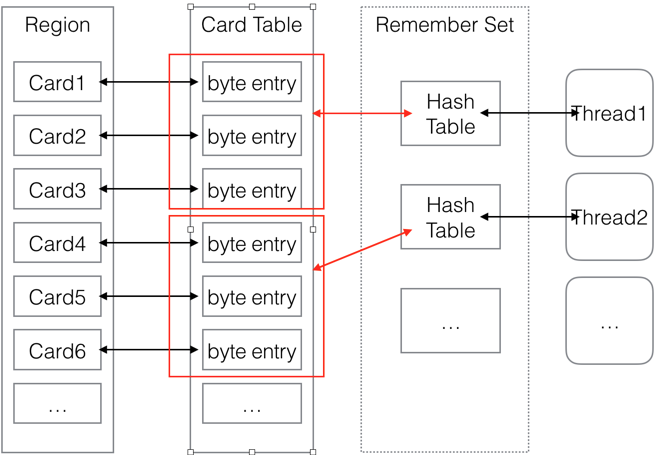 Region
Card Table
Remember Set
Card1
byte entry
Hash
Table
Thread1
Card2
byte entry
Card3
byte entry
Hash
Table
Thread2
Card4
byte entry
Card5
byte entry
...
...
Card6
byte entry
...
...